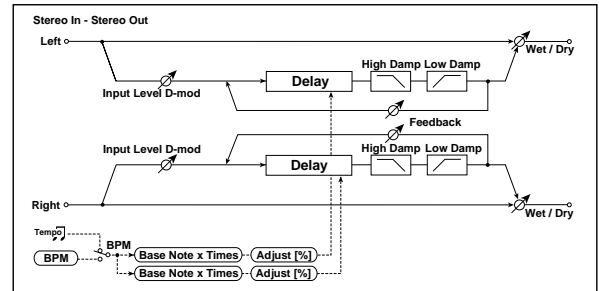 Stereo In - Stereo Out
Left
Wet / Dry
High Damp Low Damp
Delay
Input Level D-mod
Feedback
Input Level D-mod
High Damp Low Damp
Delay
Right
Wet / Dry
Tempo
BPM
BPM
Base Note x Times
Adjust [%]
Base Note x Times
Adjust [%]